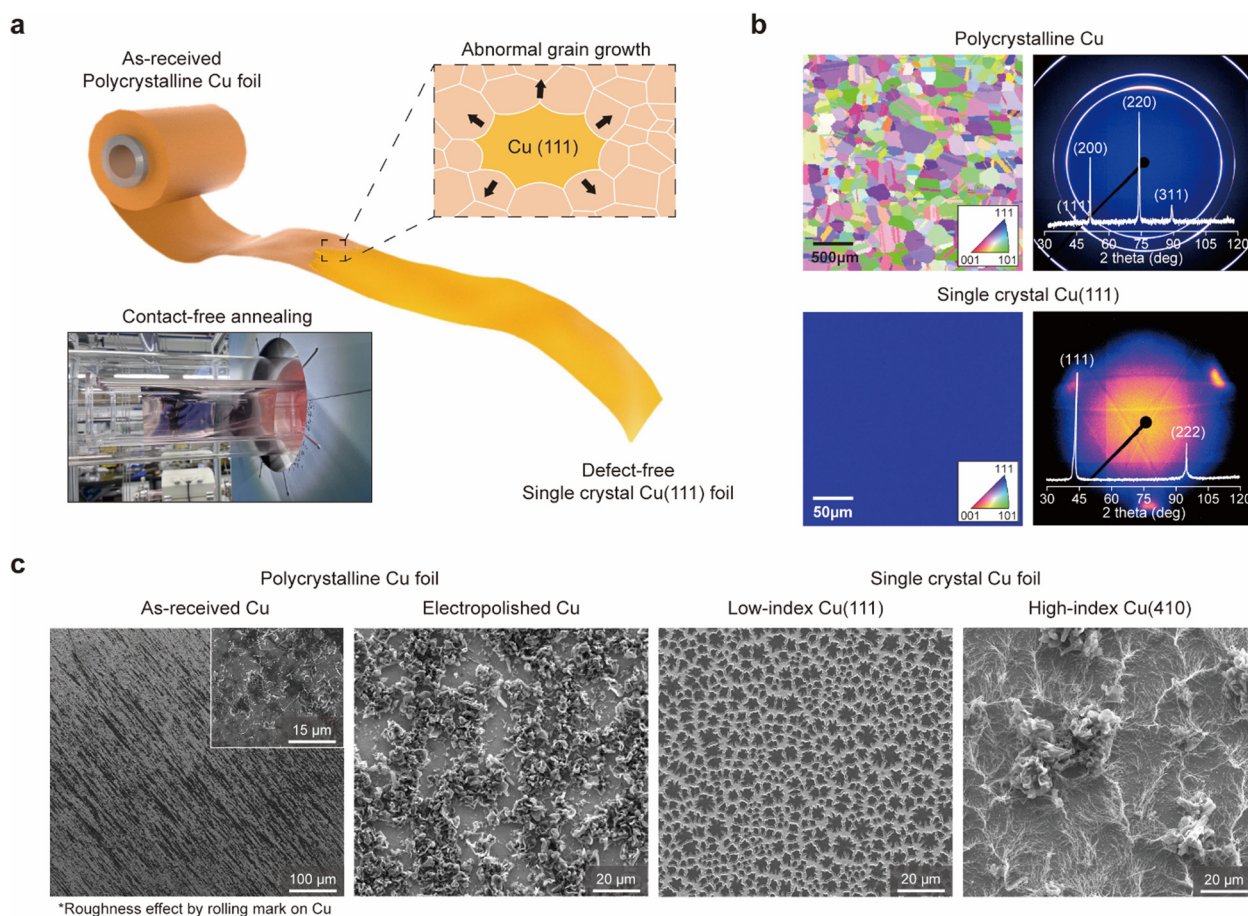 a
As-received
Polycrystalline Cu foil
Abnormal grain growth
Cu (111)
Contact-free annealing
Defect-free
Single crystal Cu(111) foil
b
Polycrystalline Cu
500μm
111
001 101
(111)
(200)
(220)
(311)
30 45 60 75 90 105 120
2 theta (deg)
Single crystal Cu(111)
50μm
111
001 101
(111)
(222)
30 45 60 75 90 105 120
2 theta (deg)
c
Polycrystalline Cu foil
Single crystal Cu foil
As-received Cu
Electropolished Cu
Low-index Cu(111)
High-index Cu(410)
15 μm
100 μm
20 μm
20 μm
20 μm
*Roughness effect by rolling mark on Cu